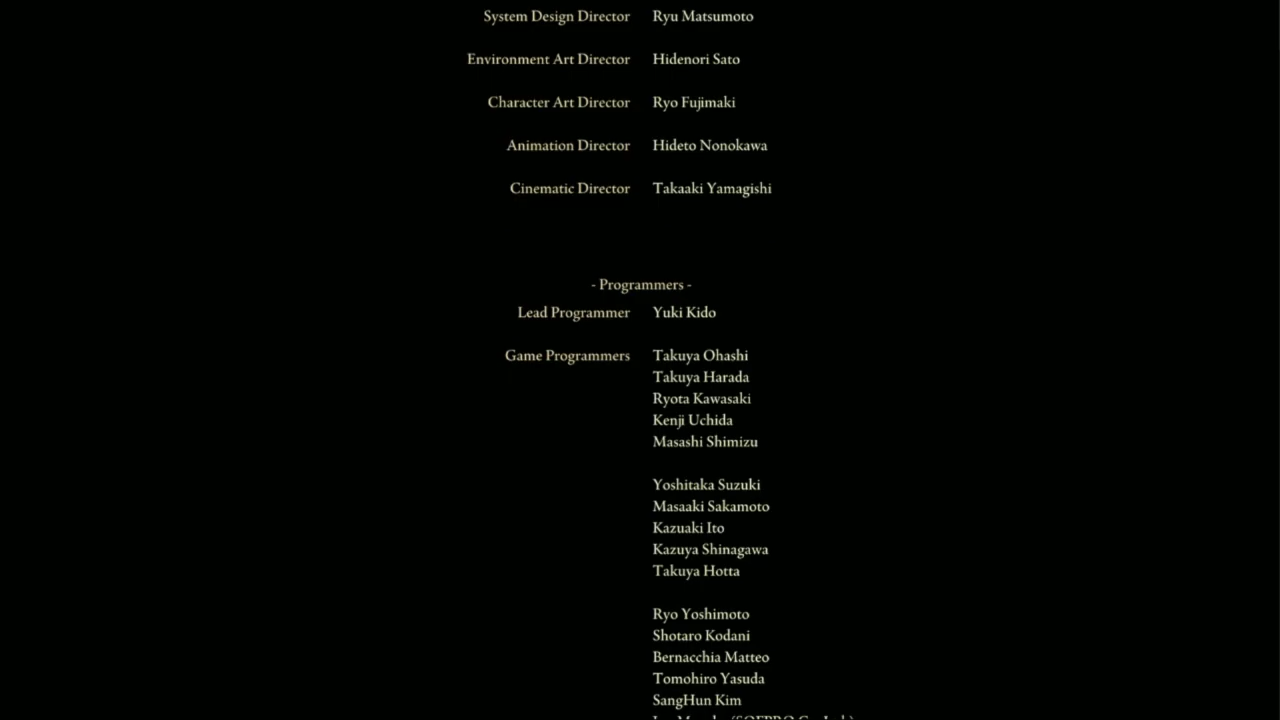 System Design Director Ryu Matsumoto
Environment Art Director Hidenori Sato
Character Art Director Ryo Fujimaki
Animation Director Hideto Nonokawa
Cinematic Director Takaaki Yamagishi
- Programmers -
Lead Programmer Yuki Kido
Game Programmers Takuya Ohashi
Takuya Harada
Ryota Kawasaki
Kenji Uchida
Masashi Shimizu
Yoshitaka Suzuki
Masaaki Sakamoto
Kazuaki Ito
Kazuya Shinagawa
Takuya Hotta
Ryo Yoshimoto
Shotaro Kodani
Bernacchia Matteo
Tomohiro Yasuda
SangHun Kim